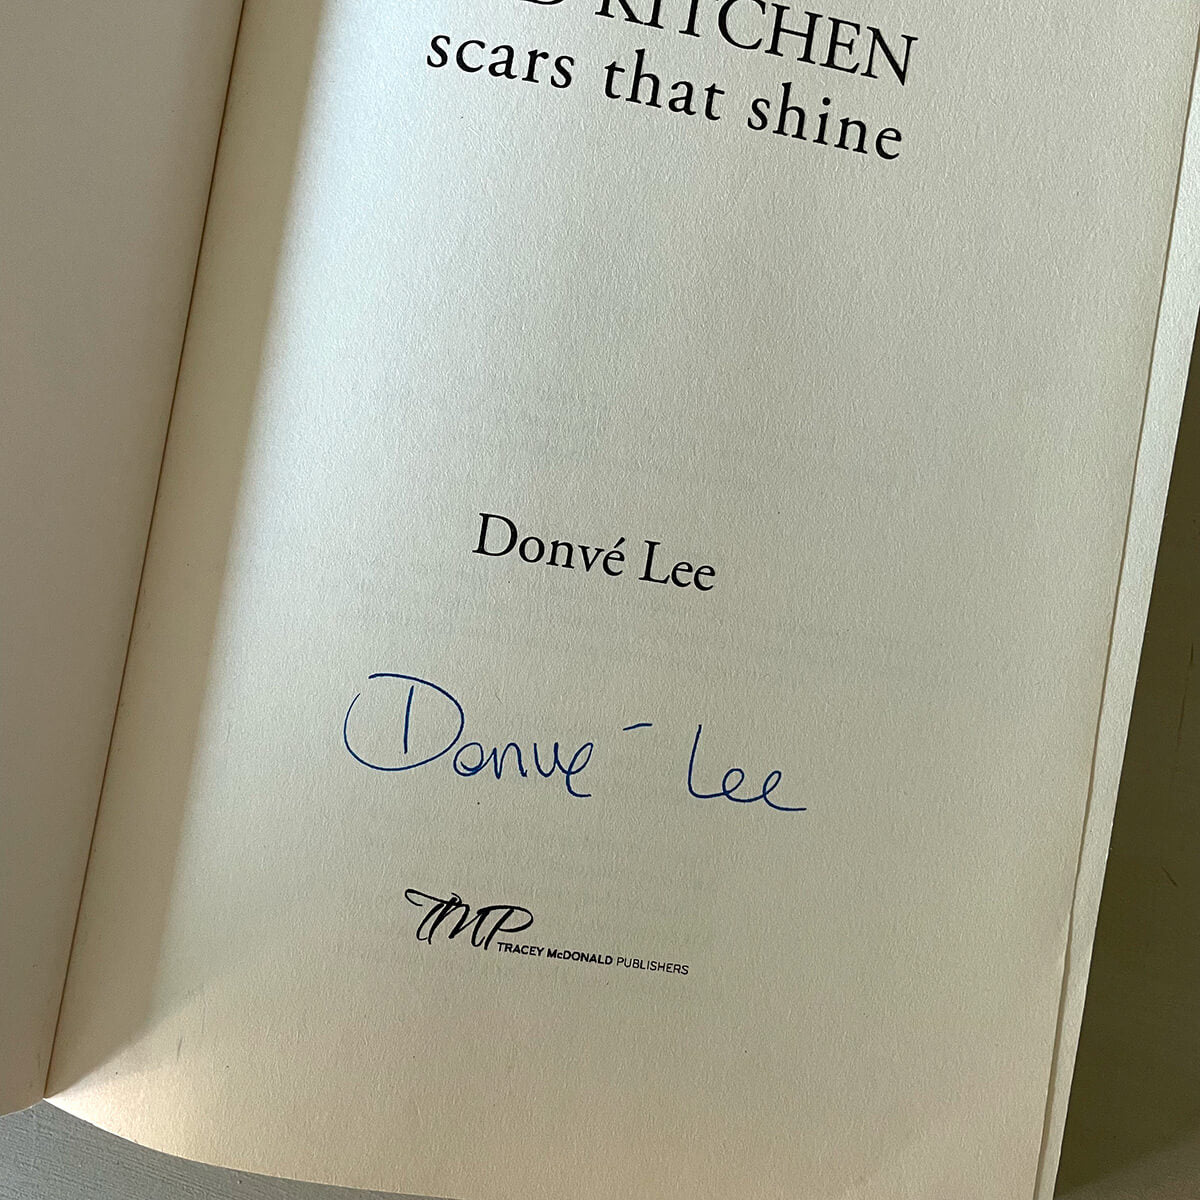 KITCHEN
scars that shine
Donvé Lee
Donvé Lee
TMP
TRACEY McDONALD PUBLISHERS